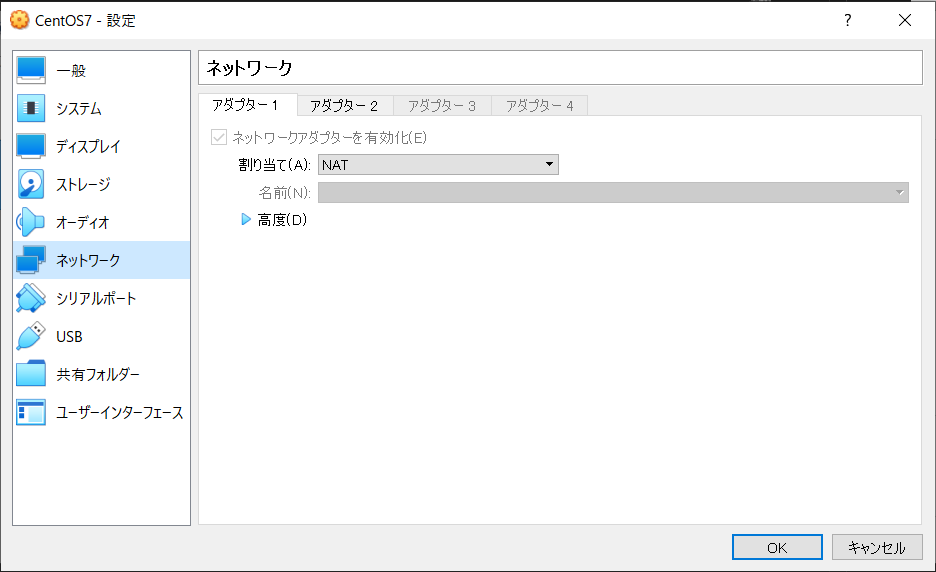 CentOS7 - 設定
?
一般
システム
ディスプレイ
ストレージ
オーディオ
ネットワーク
シリアルポート
USB
共有フォルダー
ユーザーインターフェース
ネットワーク
アダプター 1 アダプター 2 アダプター 3 アダプター 4
ネットワークアダプターを有効化(E)
割り当て(A): NAT
名前(N):
高度(D)
OK キャンセル